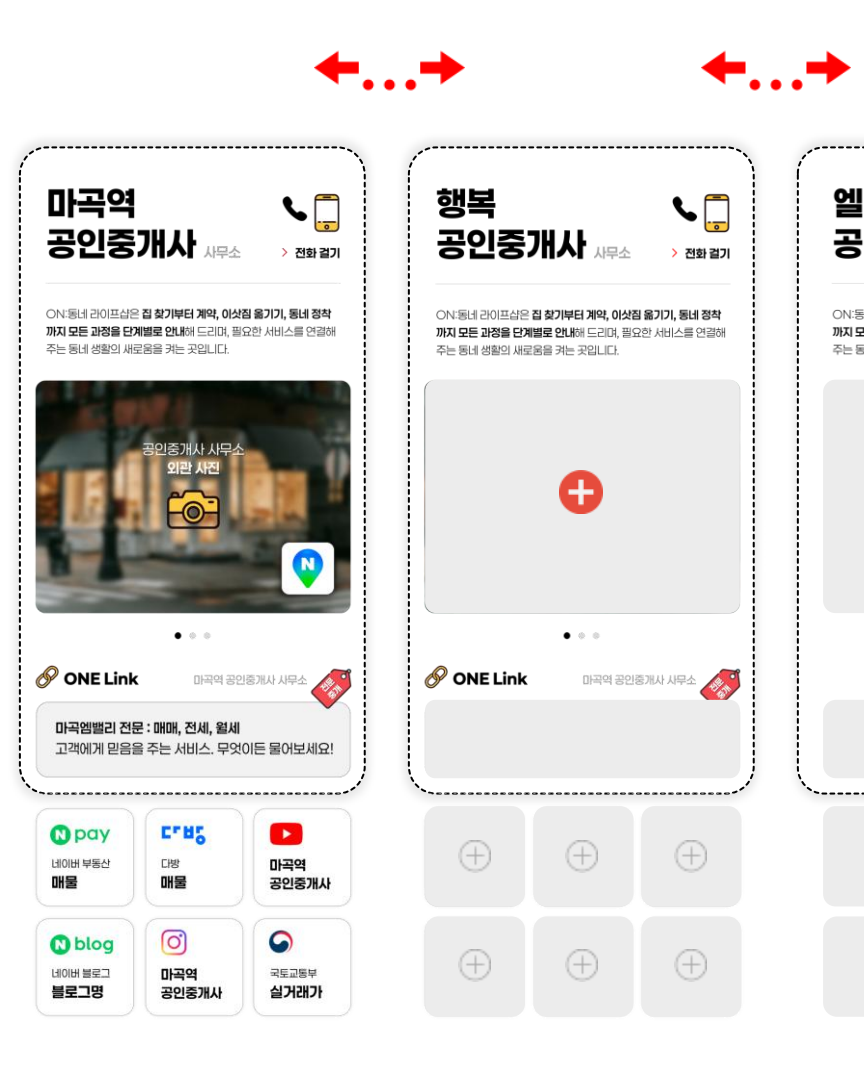 마곡역
공인중개사 사무소
전화 걸기
ON:동네 라이프샵은 집 찾기부터 계약, 이삿짐 옮기기, 동네 정착
까지 모든 과정을 단계별로 안내해 드리며, 필요한 서비스를 연결해
주는 동네 생활의 새로움을 켜는 곳입니다.
공인중개사 사무소
외관 사진
N
ONE Link
마곡역 공인중개사 사무소
전문
중개
마곡엠밸리 전문 : 매매, 전세, 월세
고객에게 믿음을 주는 서비스. 무엇이든 물어보세요!
N pay
네이버 부동산
매물
다방
다방
매물
마곡역
공인중개사
N blog
네이버 블로그
블로그명
마곡역
공인중개사
국토교통부
실거래가
행복
공인중개사 사무소
전화 걸기
ON:동네 라이프샵은 집 찾기부터 계약, 이삿짐 옮기기, 동네 정착
까지 모든 과정을 단계별로 안내해 드리며, 필요한 서비스를 연결해
주는 동네 생활의 새로움을 켜는 곳입니다.
ONE Link
마곡역 공인중개사 사무소
전문
중개
엘
공
ON:동
까지 모
주는 동